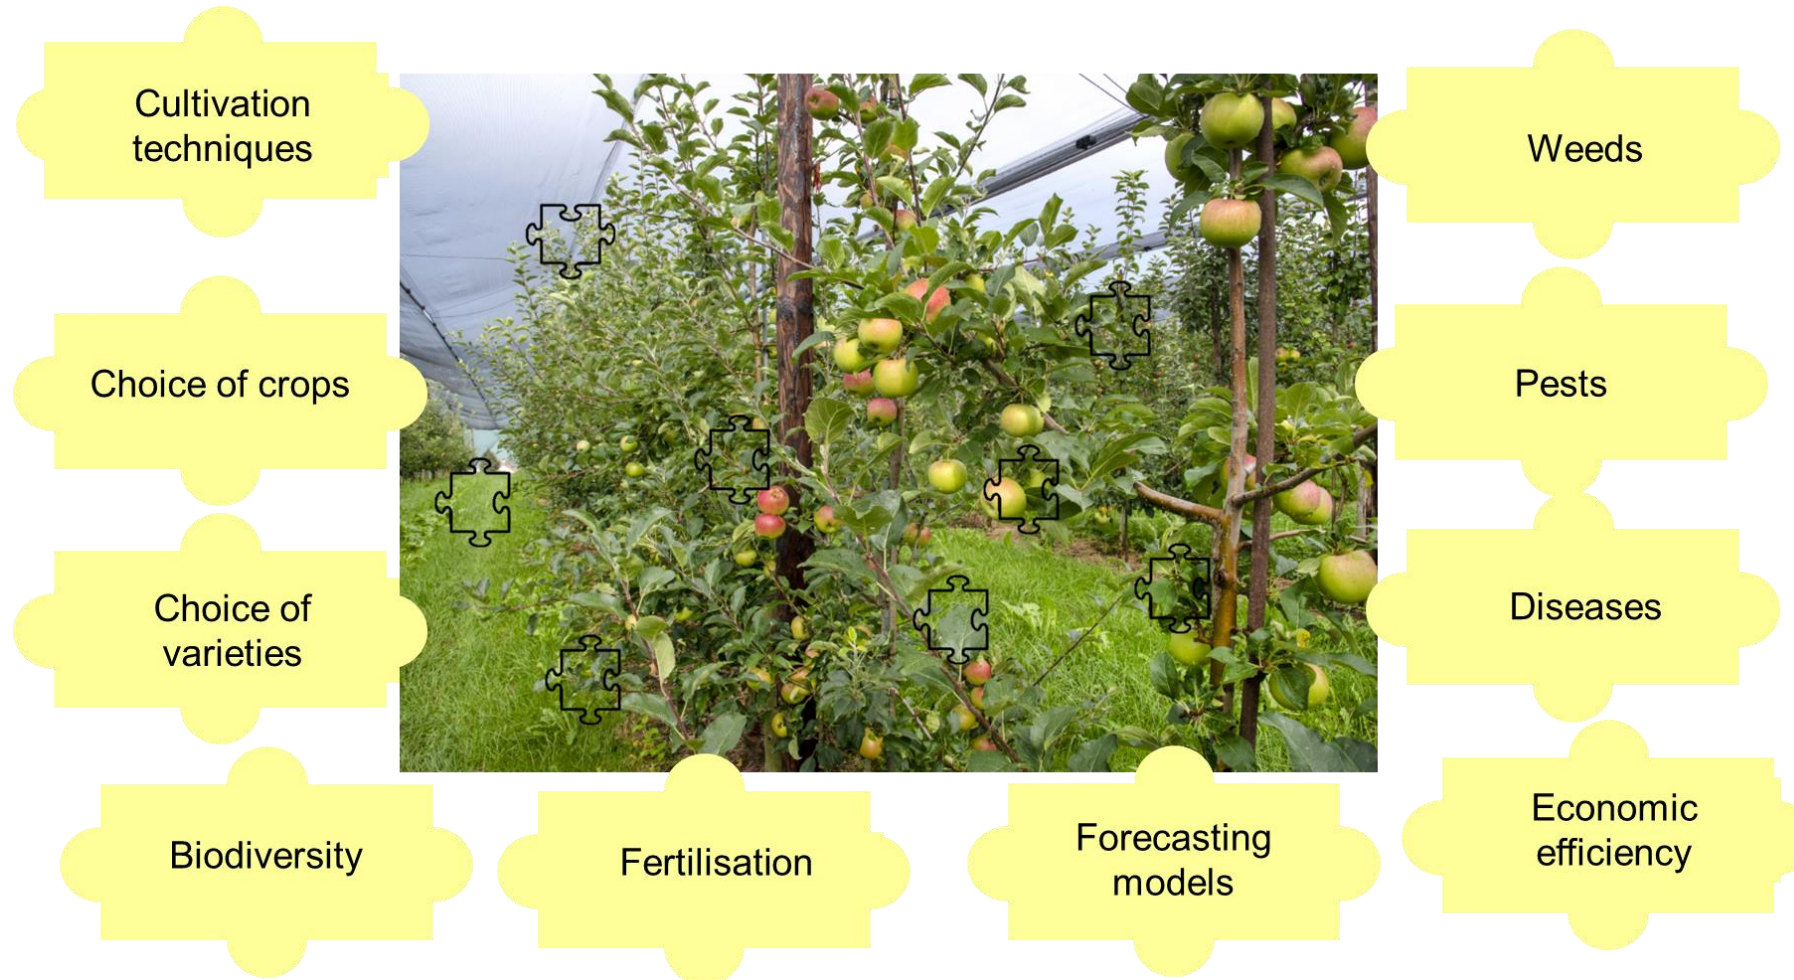 Cultivation
techniques
Weeds
Choice of crops
Pests
Choice of
varieties
Diseases
Biodiversity
Fertilisation
Forecasting
models
Economic
efficiency